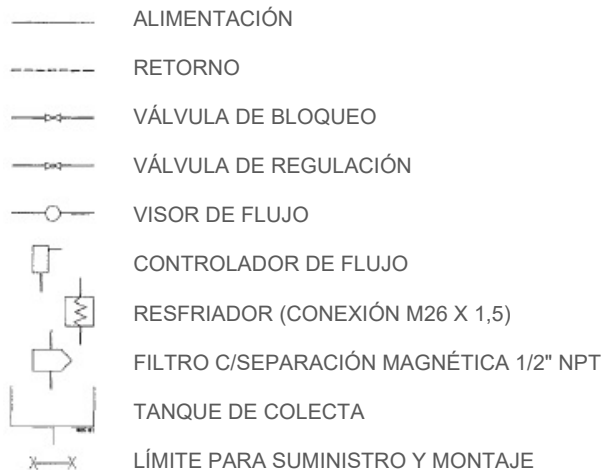 ALIMENTACIÓN
RETORNO
VÁLVULA DE BLOQUEO
VÁLVULA DE REGULACIÓN
VISOR DE FLUJO
CONTROLADOR DE FLUJO
RESFRIADOR (CONEXIÓN M26 X 1,5)
FILTRO C/SEPARACIÓN MAGNÉTICA 1/2" NPT
TANQUE DE COLECTA
LÍMITE PARA SUMINISTRO Y MONTAJE